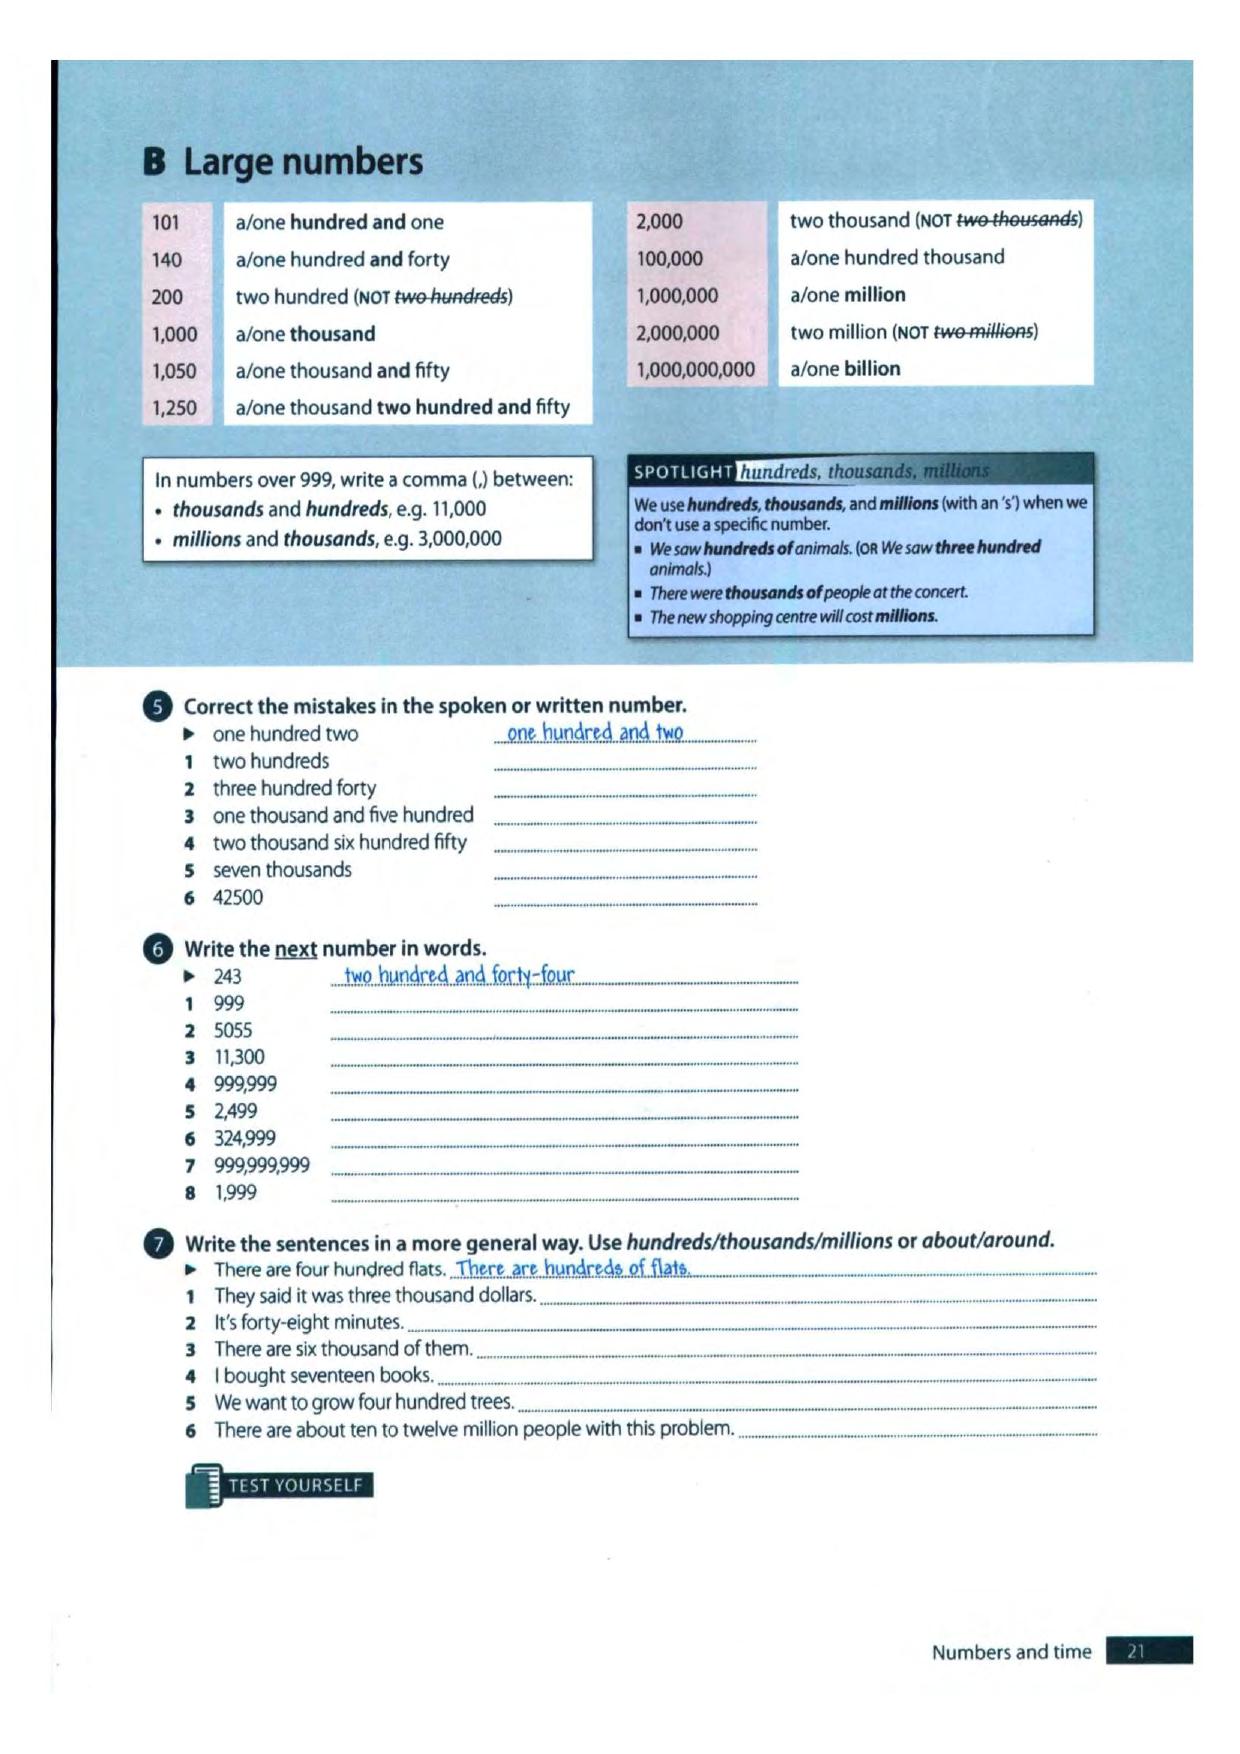 B Large numbers
101 a/one hundred and one
140 a/one hundred and forty
200 two hundred (NOT two hundreds)
1,000 a/one thousand
1,050 a/one thousand and fifty
1,250 a/one thousand two hundred and fifty
2,000 two thousand (NOT two thousands)
100,000 a/one hundred thousand
1,000,000 a/one million
2,000,000 two million (NOT two millions)
1,000,000,000 a/one billion
In numbers over 999, write a comma (,) between:
• thousands and hundreds, e.g. 11,000
• millions and thousands, e.g. 3,000,000
SPOTLIGHT hundreds, thousands, millions
We use hundreds, thousands, and millions (with an 's') when we
don't use a specific number.
▪ We saw hundreds of animals. (OR We saw three hundred
animals.)
▪ There were thousands of people at the concert.
▪ The new shopping centre will cost millions.
5 Correct the mistakes in the spoken or written number.
▶ one hundred two one hundred and two
1 two hundreds
2 three hundred forty
3 one thousand and five hundred
4 two thousand six hundred fifty
5 seven thousands
6 42500
6 Write the next number in words.
▶ 243 two hundred and forty-four
1 999
2 5055
3 11,300
4 999,999
5 2,499
6 324,999
7 999,999,999
8 1,999
7 Write the sentences in a more general way. Use hundreds/thousands/millions or about/around.
▶ There are four hundred flats. There are hundreds of flats.
1 They said it was three thousand dollars.
2 It's forty-eight minutes.
3 There are six thousand of them.
4 I bought seventeen books.
5 We want to grow four hundred trees.
6 There are about ten to twelve million people with this problem.
TEST YOURSELF
Numbers and time 21